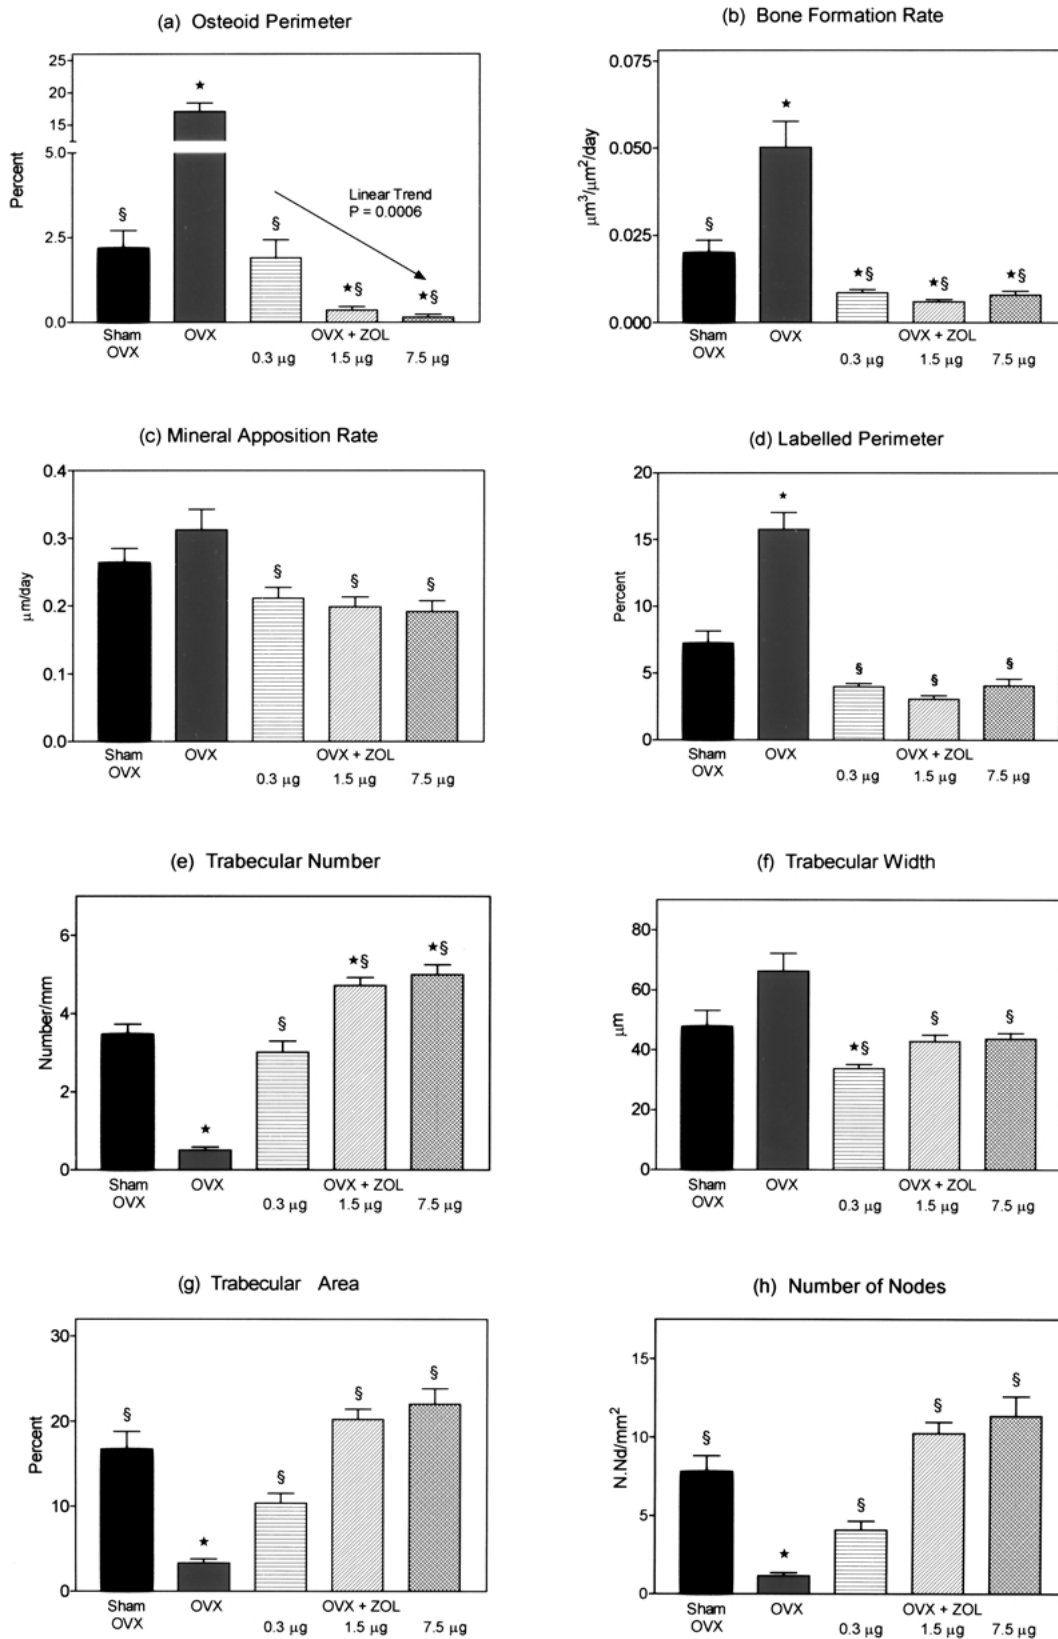 (a) Osteoid Perimeter
25
20
15
5.0
2.5
0.0
Percent
★
§
§
★§
★§
Linear Trend
P = 0.0006
Sham
OVX
OVX
OVX + ZOL
0.3 µg
1.5 µg
7.5 µg
(b) Bone Formation Rate
0.075
0.050
0.025
0.000
µm³/µm²/day
§
★
★§
★§
★§
Sham
OVX
OVX
OVX + ZOL
0.3 µg
1.5 µg
7.5 µg
(c) Mineral Apposition Rate
0.4
0.3
0.2
0.1
0.0
µm/day
§
§
§
Sham
OVX
OVX
OVX + ZOL
0.3 µg
1.5 µg
7.5 µg
(d) Labelled Perimeter
20
15
10
5
0
Percent
★
§
§
§
Sham
OVX
OVX
OVX + ZOL
0.3 µg
1.5 µg
7.5 µg
(e) Trabecular Number
6
4
2
0
Number/mm
★
§
★§
★§
Sham
OVX
OVX
OVX + ZOL
0.3 µg
1.5 µg
7.5 µg
(f) Trabecular Width
80
60
40
20
0
µm
★§
§
§
Sham
OVX
OVX
OVX + ZOL
0.3 µg
1.5 µg
7.5 µg
(g) Trabecular Area
30
20
10
0
Percent
§
★
§
§
§
Sham
OVX
OVX
OVX + ZOL
0.3 µg
1.5 µg
7.5 µg
(h) Number of Nodes
15
10
5
0
N.Nd/mm²
§
★
§
§
§
Sham
OVX
OVX
OVX + ZOL
0.3 µg
1.5 µg
7.5 µg